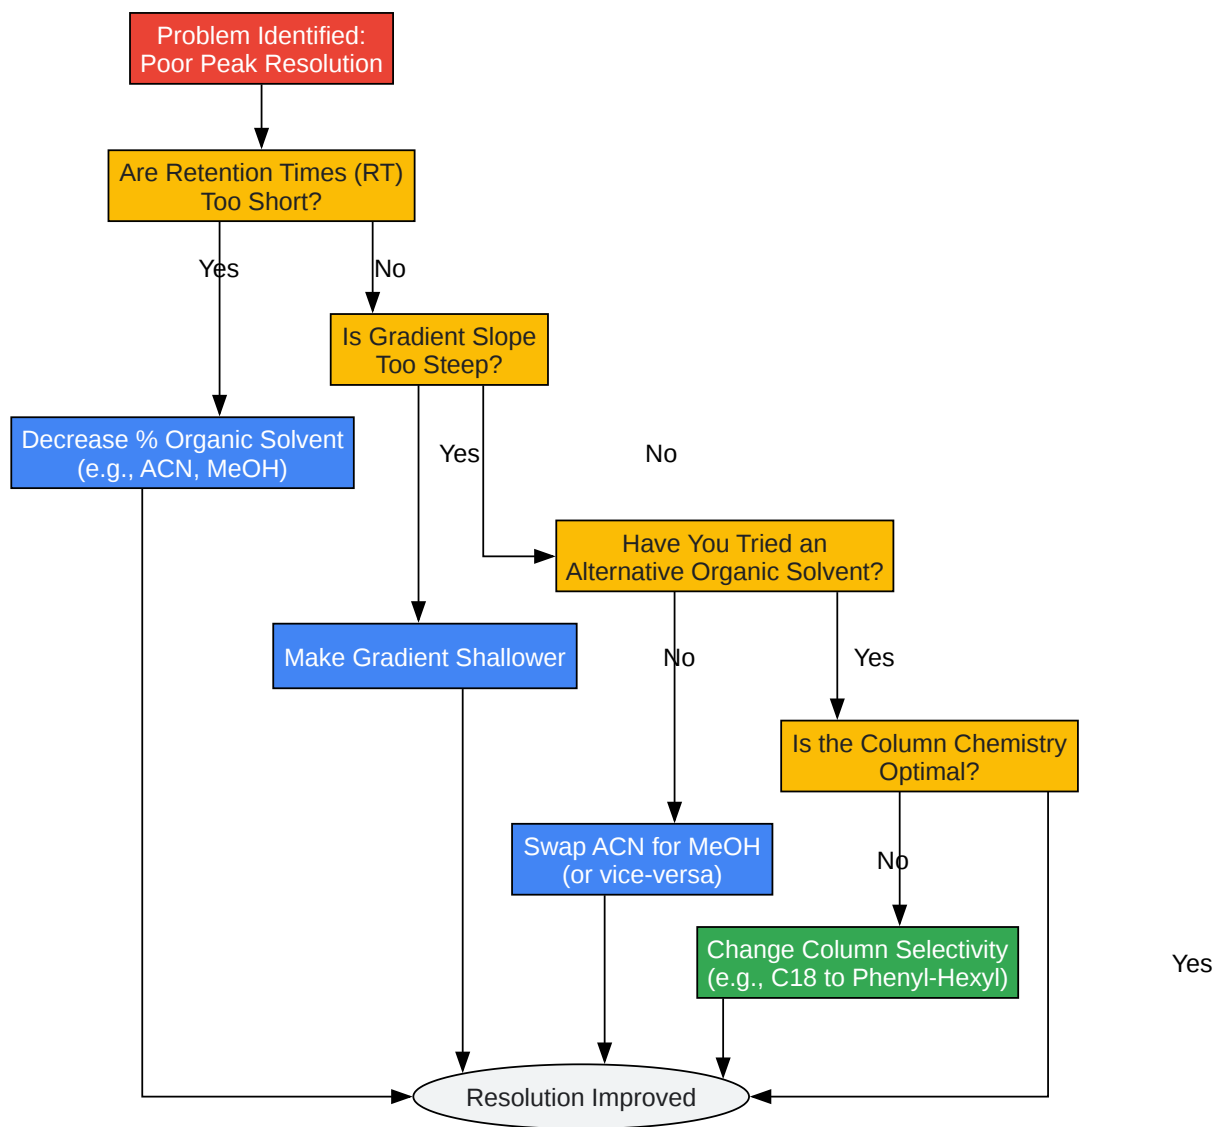 Problem Identified:
Poor Peak Resolution
Are Retention Times (RT)
Too Short?
Yes
No
Is Gradient Slope
Too Steep?
Decrease % Organic Solvent
(e.g., ACN, MeOH)
Yes
No
Have You Tried an
Alternative Organic Solvent?
Make Gradient Shallower
No
Yes
Is the Column Chemistry
Optimal?
Swap ACN for MeOH
(or vice-versa)
No
Change Column Selectivity
(e.g., C18 to Phenyl-Hexyl)
Yes
Resolution Improved